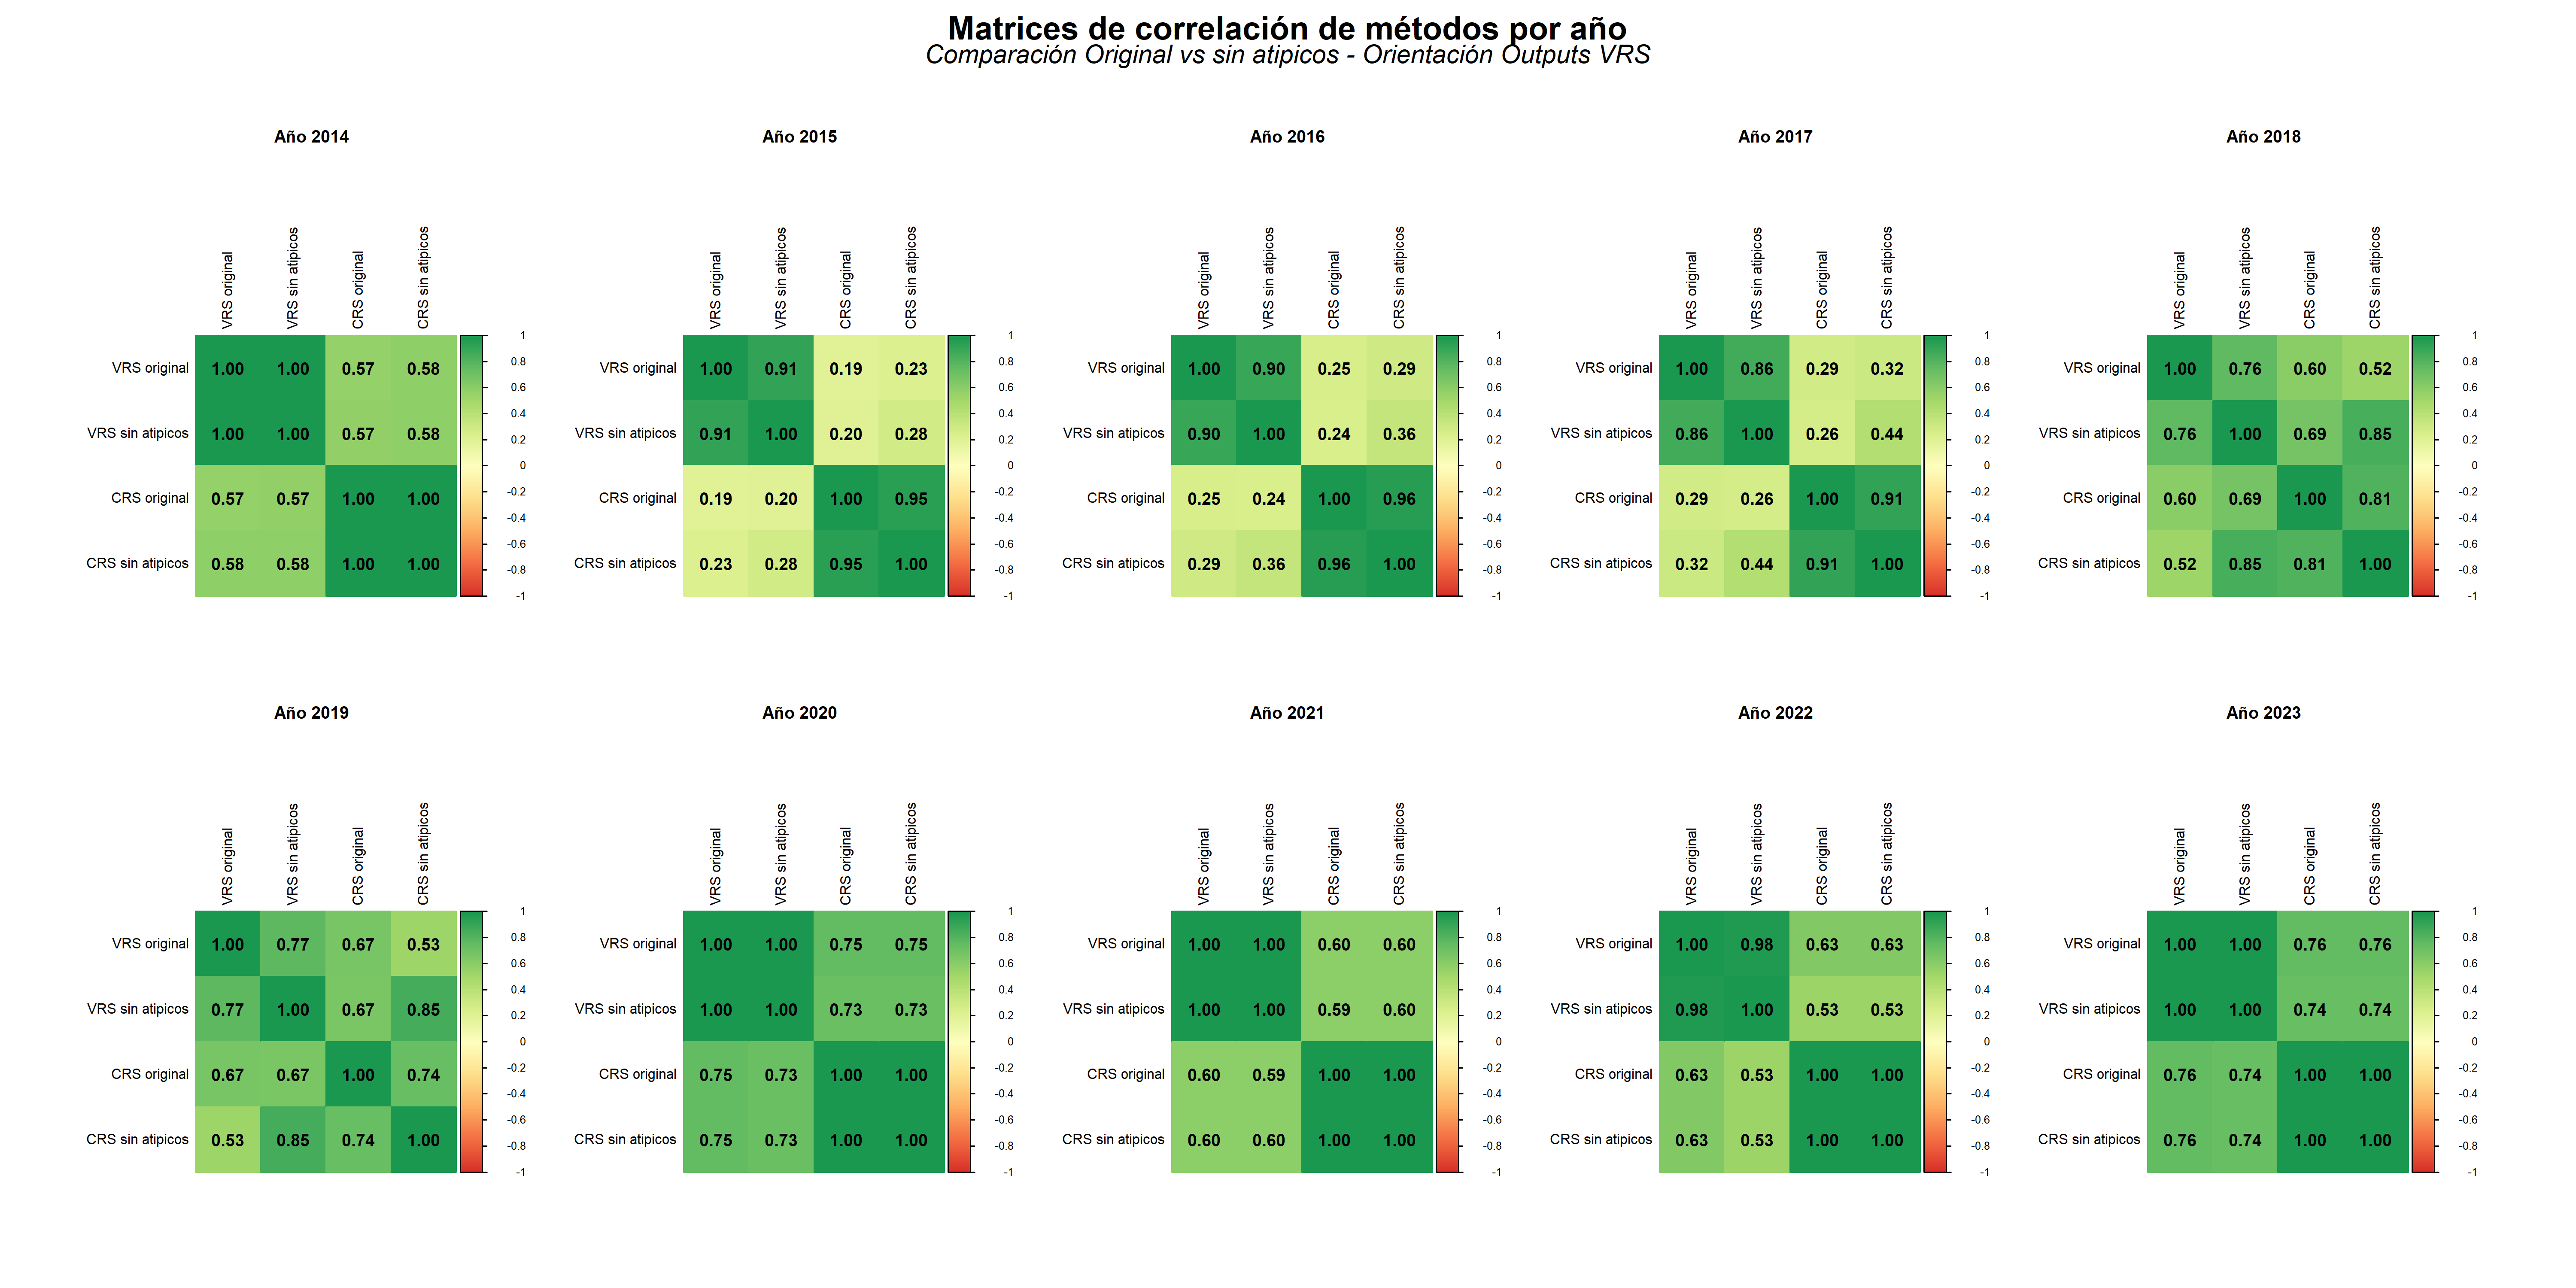 Matrices de correlación de métodos por año
Comparación Original vs sin atipicos - Orientación Outputs VRS
Año 2014
VRS original
VRS sin atipicos
CRS original
CRS sin atipicos
VRS original 1.00 1.00 0.57 0.58
VRS sin atipicos 1.00 1.00 0.57 0.58
CRS original 0.57 0.57 1.00 1.00
CRS sin atipicos 0.58 0.58 1.00 1.00
1
0.8
0.6
0.4
0.2
0
-0.2
-0.4
-0.6
-0.8
-1
Año 2015
VRS original
VRS sin atipicos
CRS original
CRS sin atipicos
VRS original 1.00 0.91 0.19 0.23
VRS sin atipicos 0.91 1.00 0.20 0.28
CRS original 0.19 0.20 1.00 0.95
CRS sin atipicos 0.23 0.28 0.95 1.00
1
0.8
0.6
0.4
0.2
0
-0.2
-0.4
-0.6
-0.8
-1
Año 2016
VRS original
VRS sin atipicos
CRS original
CRS sin atipicos
VRS original 1.00 0.90 0.25 0.29
VRS sin atipicos 0.90 1.00 0.24 0.36
CRS original 0.25 0.24 1.00 0.96
CRS sin atipicos 0.29 0.36 0.96 1.00
1
0.8
0.6
0.4
0.2
0
-0.2
-0.4
-0.6
-0.8
-1
Año 2017
VRS original
VRS sin atipicos
CRS original
CRS sin atipicos
VRS original 1.00 0.86 0.29 0.32
VRS sin atipicos 0.86 1.00 0.26 0.44
CRS original 0.29 0.26 1.00 0.91
CRS sin atipicos 0.32 0.44 0.91 1.00
1
0.8
0.6
0.4
0.2
0
-0.2
-0.4
-0.6
-0.8
-1
Año 2018
VRS original
VRS sin atipicos
CRS original
CRS sin atipicos
VRS original 1.00 0.76 0.60 0.52
VRS sin atipicos 0.76 1.00 0.69 0.85
CRS original 0.60 0.69 1.00 0.81
CRS sin atipicos 0.52 0.85 0.81 1.00
1
0.8
0.6
0.4
0.2
0
-0.2
-0.4
-0.6
-0.8
-1
Año 2019
VRS original
VRS sin atipicos
CRS original
CRS sin atipicos
VRS original 1.00 0.77 0.67 0.53
VRS sin atipicos 0.77 1.00 0.67 0.85
CRS original 0.67 0.67 1.00 0.74
CRS sin atipicos 0.53 0.85 0.74 1.00
1
0.8
0.6
0.4
0.2
0
-0.2
-0.4
-0.6
-0.8
-1
Año 2020
VRS original
VRS sin atipicos
CRS original
CRS sin atipicos
VRS original 1.00 1.00 0.75 0.75
VRS sin atipicos 1.00 1.00 0.73 0.73
CRS original 0.75 0.73 1.00 1.00
CRS sin atipicos 0.75 0.73 1.00 1.00
1
0.8
0.6
0.4
0.2
0
-0.2
-0.4
-0.6
-0.8
-1
Año 2021
VRS original
VRS sin atipicos
CRS original
CRS sin atipicos
VRS original 1.00 1.00 0.60 0.60
VRS sin atipicos 1.00 1.00 0.59 0.60
CRS original 0.60 0.59 1.00 1.00
CRS sin atipicos 0.60 0.60 1.00 1.00
1
0.8
0.6
0.4
0.2
0
-0.2
-0.4
-0.6
-0.8
-1
Año 2022
VRS original
VRS sin atipicos
CRS original
CRS sin atipicos
VRS original 1.00 0.98 0.63 0.63
VRS sin atipicos 0.98 1.00 0.53 0.53
CRS original 0.63 0.53 1.00 1.00
CRS sin atipicos 0.63 0.53 1.00 1.00
1
0.8
0.6
0.4
0.2
0
-0.2
-0.4
-0.6
-0.8
-1
Año 2023
VRS original
VRS sin atipicos
CRS original
CRS sin atipicos
VRS original 1.00 1.00 0.76 0.76
VRS sin atipicos 1.00 1.00 0.74 0.74
CRS original 0.76 0.74 1.00 1.00
CRS sin atipicos 0.76 0.74 1.00 1.00
1
0.8
0.6
0.4
0.2
0
-0.2
-0.4
-0.6
-0.8
-1